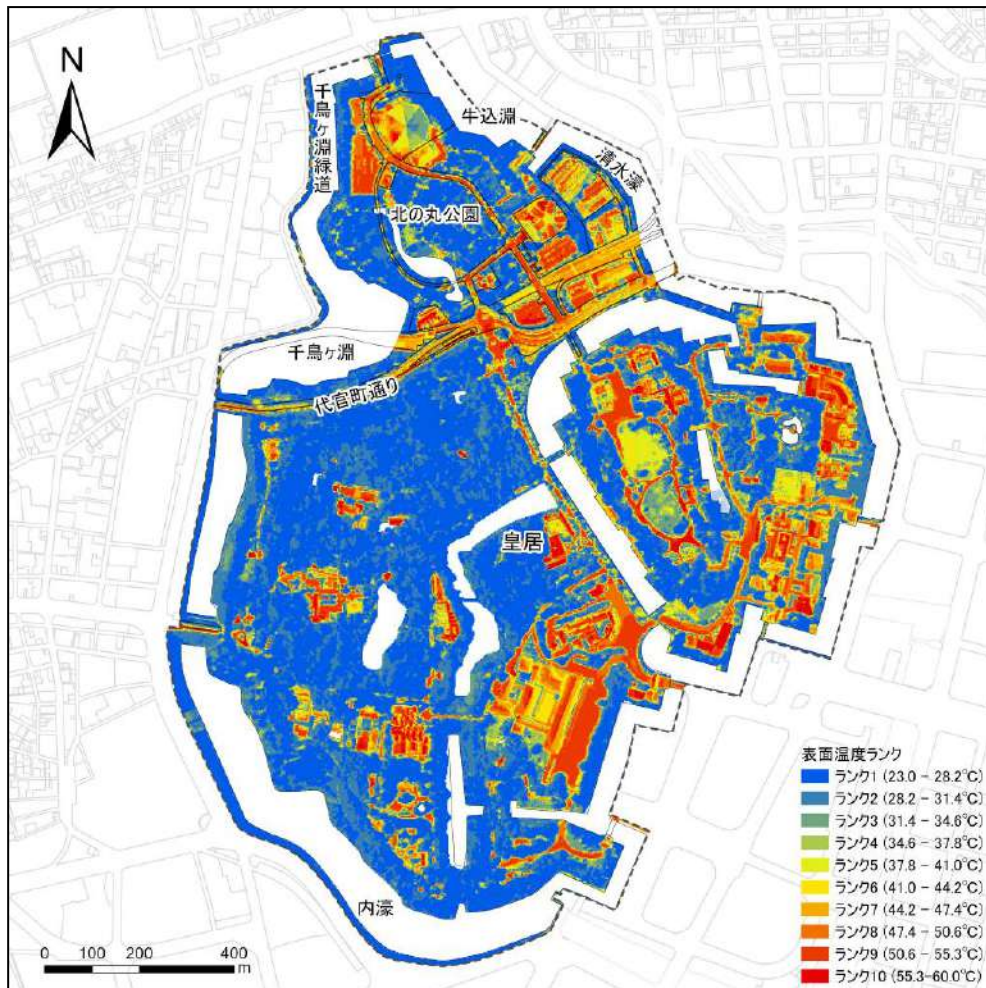 N
千鳥ヶ淵緑道
牛込淵
清水濠
北の丸公園
千鳥ヶ淵
代官町通り
皇居
内濠
表面温度ランク
ランク1 (23.0 - 28.2℃)
ランク2 (28.2 - 31.4℃)
ランク3 (31.4 - 34.6℃)
ランク4 (34.6 - 37.8℃)
ランク5 (37.8 - 41.0℃)
ランク6 (41.0 - 44.2℃)
ランク7 (44.2 - 47.4℃)
ランク8 (47.4 - 50.6℃)
ランク9 (50.6 - 55.3℃)
ランク10 (55.3-60.0℃)
0 100 200 400
m